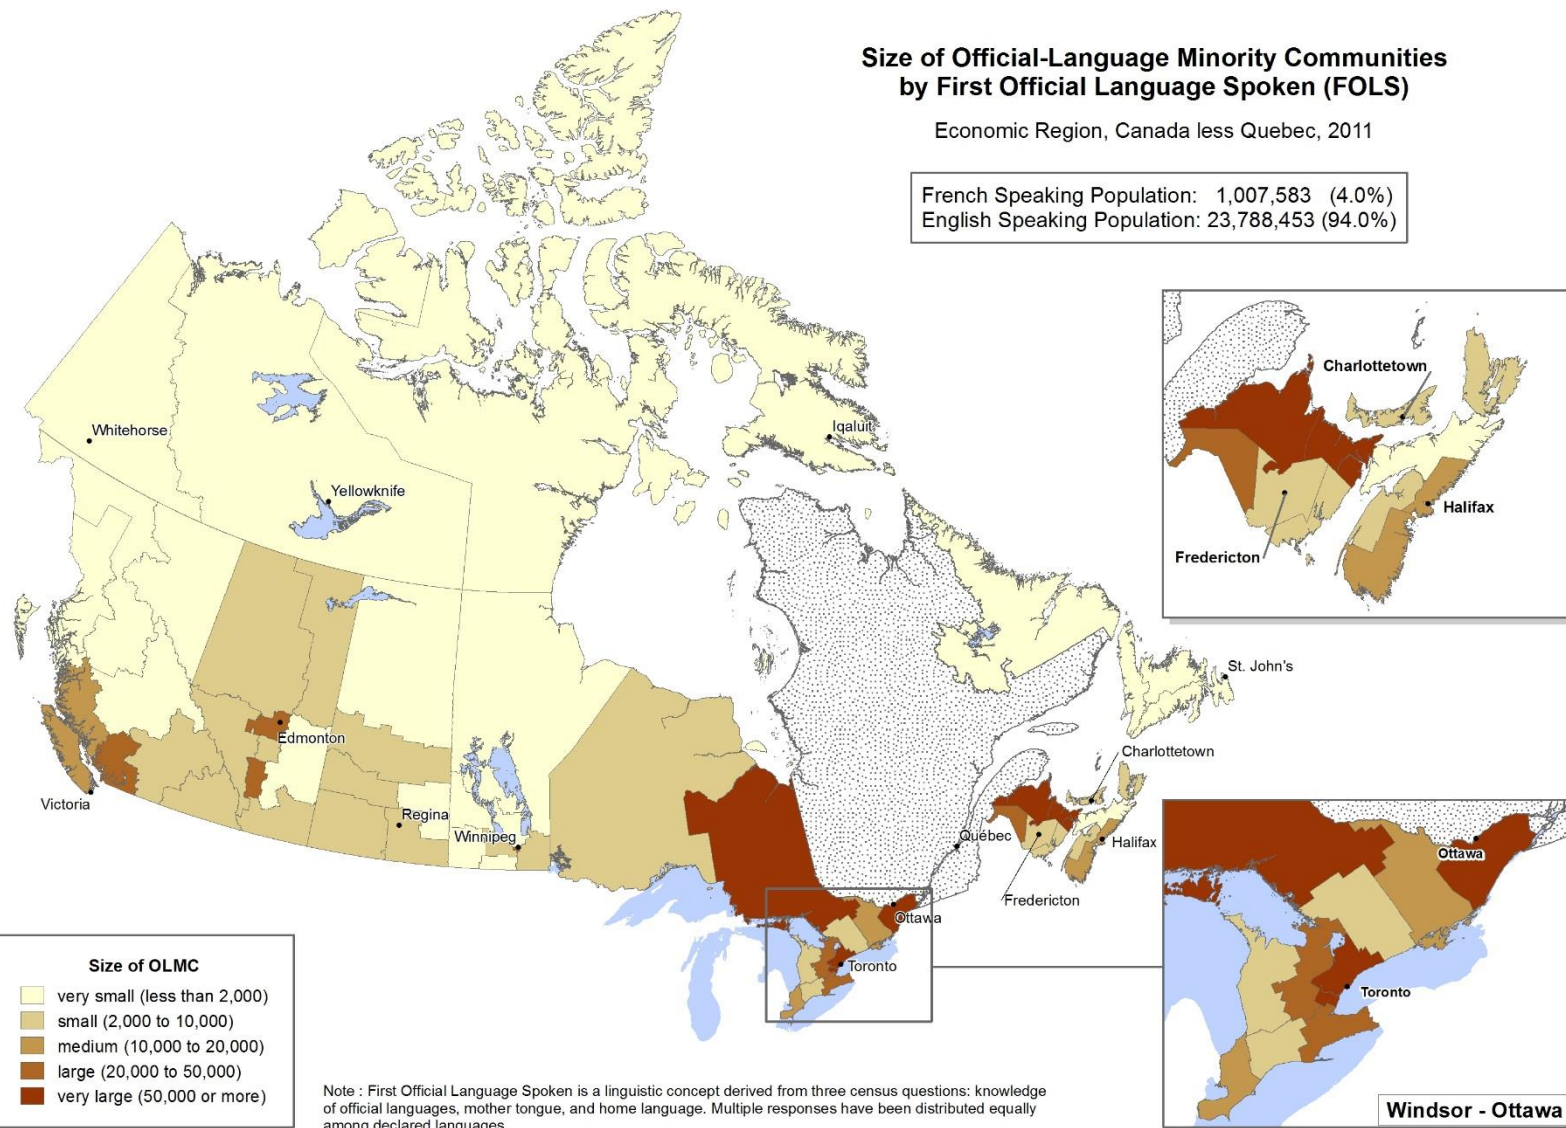 Size of Official-Language Minority Communities
by First Official Language Spoken (FOLS)
Economic Region, Canada less Quebec, 2011
French Speaking Population: 1,007,583 (4.0%)
English Speaking Population: 23,788,453 (94.0%)
Charlottetown
Halifax
Fredericton
Whitehorse
Iqaluit
Yellowknife
St. John's
Edmonton
Charlottetown
Victoria
Regina
Winnipeg
Québec
Halifax
Fredericton
Ottawa
Toronto
Ottawa
Toronto
Windsor - Ottawa
Size of OLMC
very small (less than 2,000)
small (2,000 to 10,000)
medium (10,000 to 20,000)
large (20,000 to 50,000)
very large (50,000 or more)
Note : First Official Language Spoken is a linguistic concept derived from three census questions: knowledge
of official languages, mother tongue, and home language. Multiple responses have been distributed equally
among declared languages.